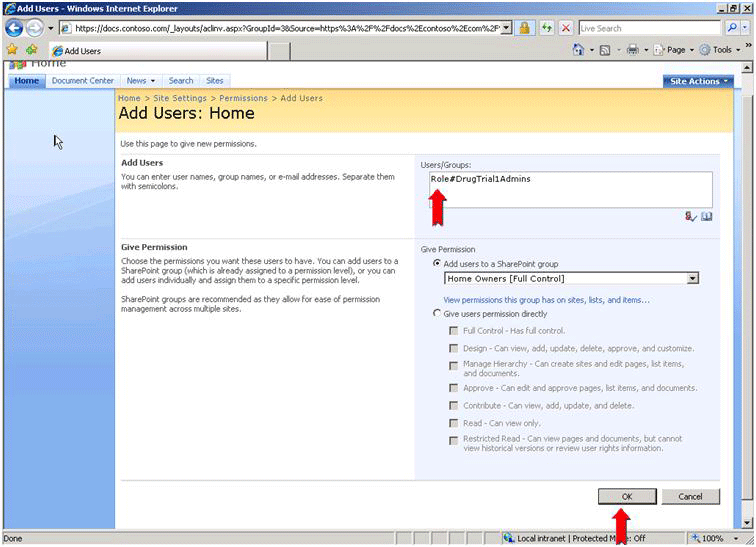 Add Users - Windows Internet Explorer
https://docs.contoso.com/_layouts/aclinv.aspx?GroupId=3&Source=https%3A%2F%2Fdocs%2Econtoso%2Ecom%2F
Live Search
Add Users
Page
Tools
Home
Home
Document Center
News
Search
Sites
Site Actions
Home > Site Settings > Permissions > Add Users
Add Users: Home
Use this page to give new permissions.
Add Users
You can enter user names, group names, or e-mail addresses. Separate them
with semicolons.
Users/Groups:
Role#DrugTrial1Admins
Give Permission
Choose the permissions you want these users to have. You can add users to a
SharePoint group (which is already assigned to a permission level), or you can
add users individually and assign them to a specific permission level.
SharePoint groups are recommended as they allow for ease of permission
management across multiple sites.
Give Permission
Add users to a SharePoint group
Home Owners [Full Control]
View permissions this group has on sites, lists, and items...
Give users permission directly
Full Control - Has full control.
Design - Can view, add, update, delete, approve, and customize.
Manage Hierarchy - Can create sites and edit pages, list items,
and documents.
Approve - Can edit and approve pages, list items, and documents.
Contribute - Can view, add, update, and delete.
Read - Can view only.
Restricted Read - Can view pages and documents, but cannot
view historical versions or review user rights information.
OK
Cancel
Done
Local intranet | Protected : Off
100%